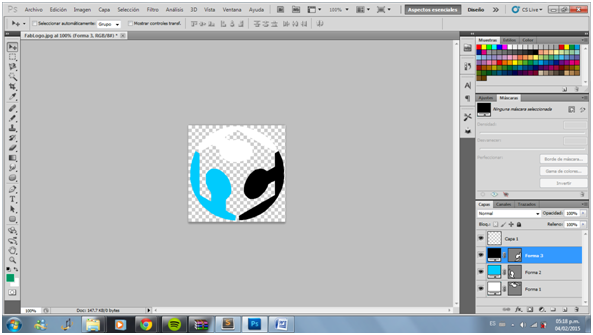 Ps 100%
Aspectos esenciales Diseño >> CS Live
Archivo Edición Imagen Capa Selección Filtro Análisis 3D Vista Ventana Ayuda
Seleccionar automáticamente: Grupo Mostrar controles transf.
FabLogo.jpg al 100% (Forma 3, RGB/8#) *
Muestras Estilos Color
Ajustes Máscaras
Ninguna máscara seleccionada
Densidad:
Desvanecer:
Perfeccionar:
Borde de máscara...
Gama de colores...
Invertir
Capas Canales Trazados
Normal Opacidad: 100%
Bloq.: Relleno: 100%
Capa 1
Forma 3
Forma 2
Forma 1
100% Doc: 147.7 KB/0 bytes
ES
05:18 p.m.
04/02/2015